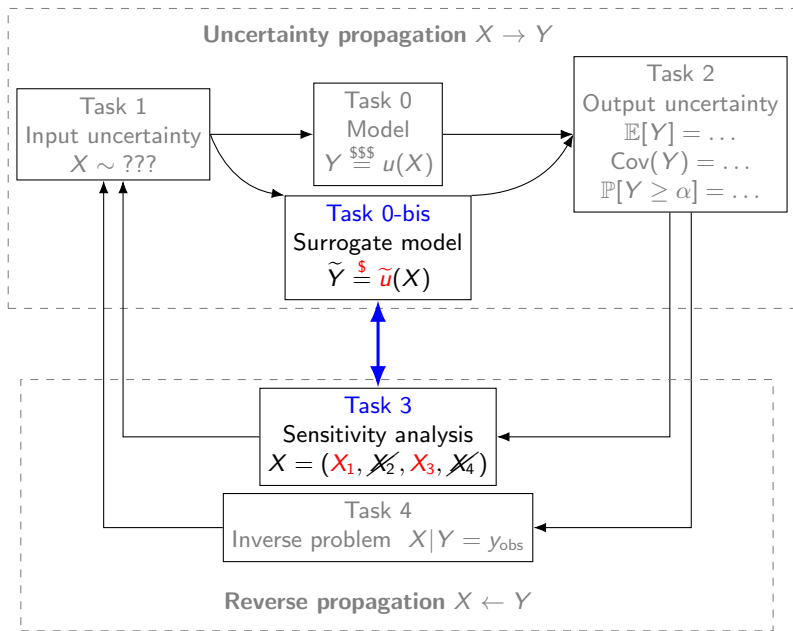 Uncertainty propagation X → Y
Task 1
Input uncertainty
X ∼ ???
Task 0
Model
Y $$$= u(X)
Task 2
Output uncertainty
𝔼[Y] = …
Cov(Y) = …
ℙ[Y ≥ α] = …
Task 0-bis
Surrogate model
Ỹ $= ũ(X)
Task 3
Sensitivity analysis
X = (X₁, X₂, X₃, X₄)
Task 4
Inverse problem X|Y = y_obs
Reverse propagation X ← Y